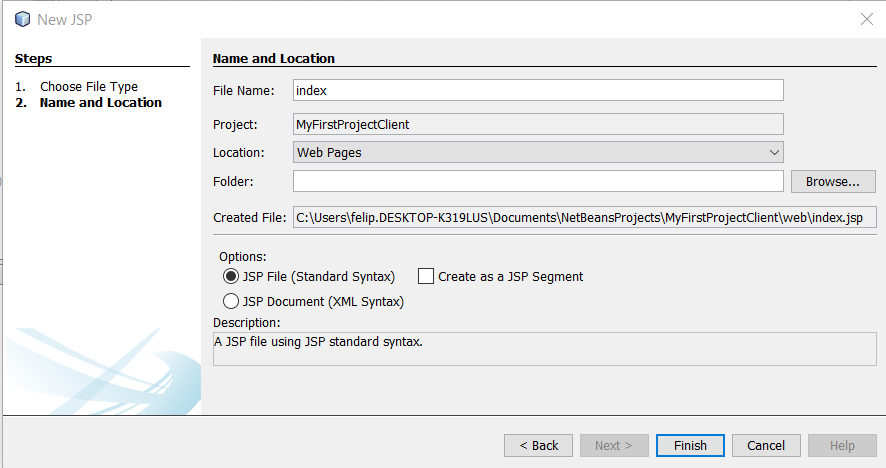 New JSP
Steps
1. Choose File Type
2. Name and Location
Name and Location
File Name: index
Project: MyFirstProjectClient
Location: Web Pages
Folder: Browse...
Created File: C:\Users\felip.DESKTOP-K319LUS\Documents\NetBeansProjects\MyFirstProjectClient\web\index.jsp
Options:
JSP File (Standard Syntax) Create as a JSP Segment
JSP Document (XML Syntax)
Description:
A JSP file using JSP standard syntax.
< Back Next > Finish Cancel Help